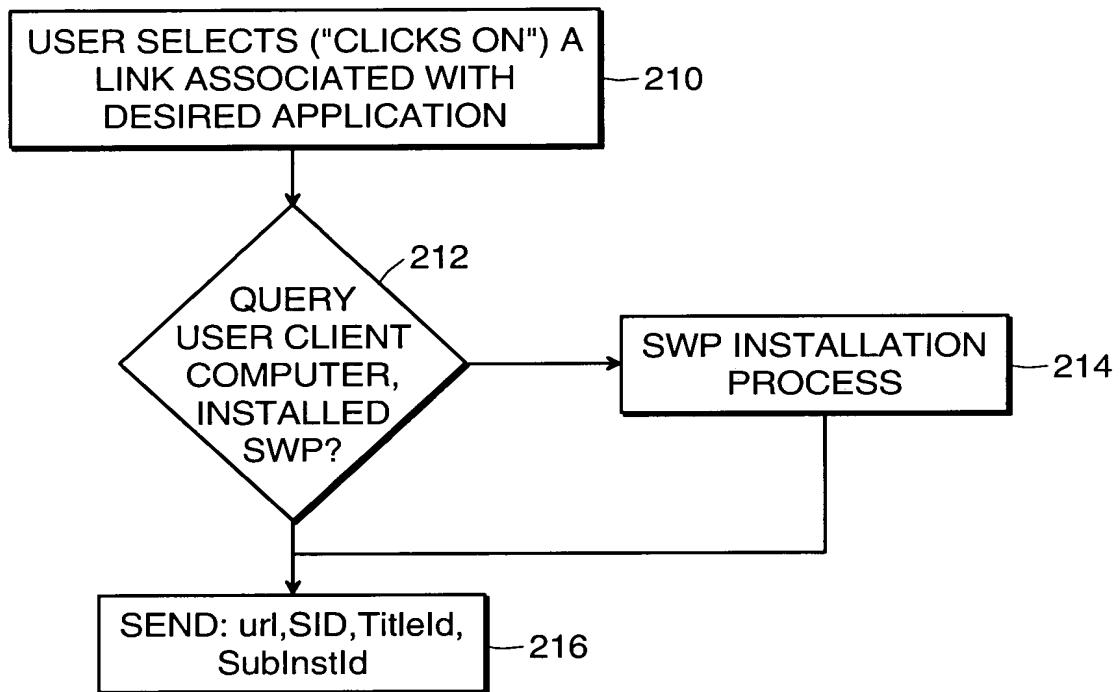 USER SELECTS ("CLICKS ON") A
LINK ASSOCIATED WITH
DESIRED APPLICATION
210
212
QUERY
USER CLIENT
COMPUTER,
INSTALLED
SWP?
SWP INSTALLATION
PROCESS
214
SEND: url,SID,TitleId,
SubInstId
216